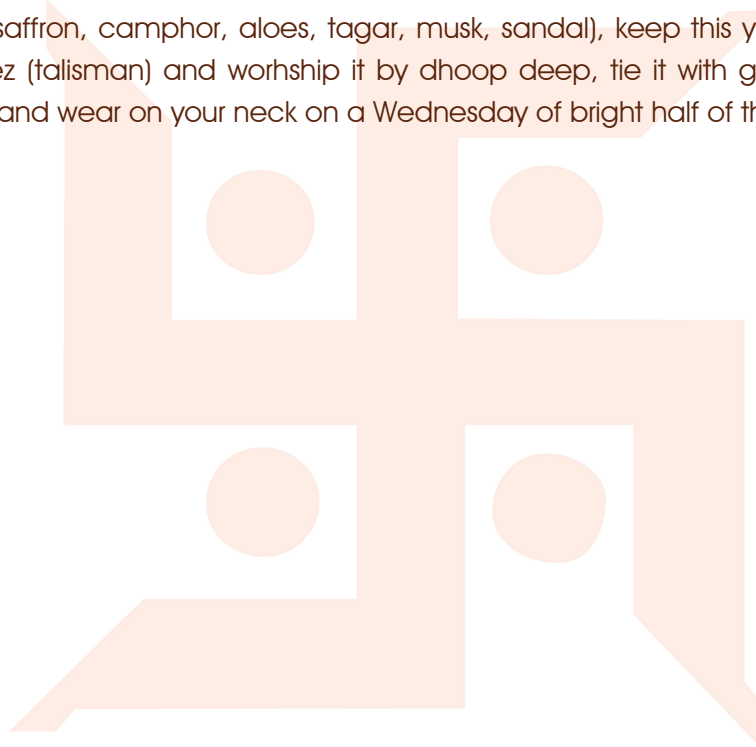 saffron, camphor, aloes, tagar, musk, sandal), keep this y
ez (talisman) and worhship it by dhoop deep, tie it with g
and wear on your neck on a Wednesday of bright half of th